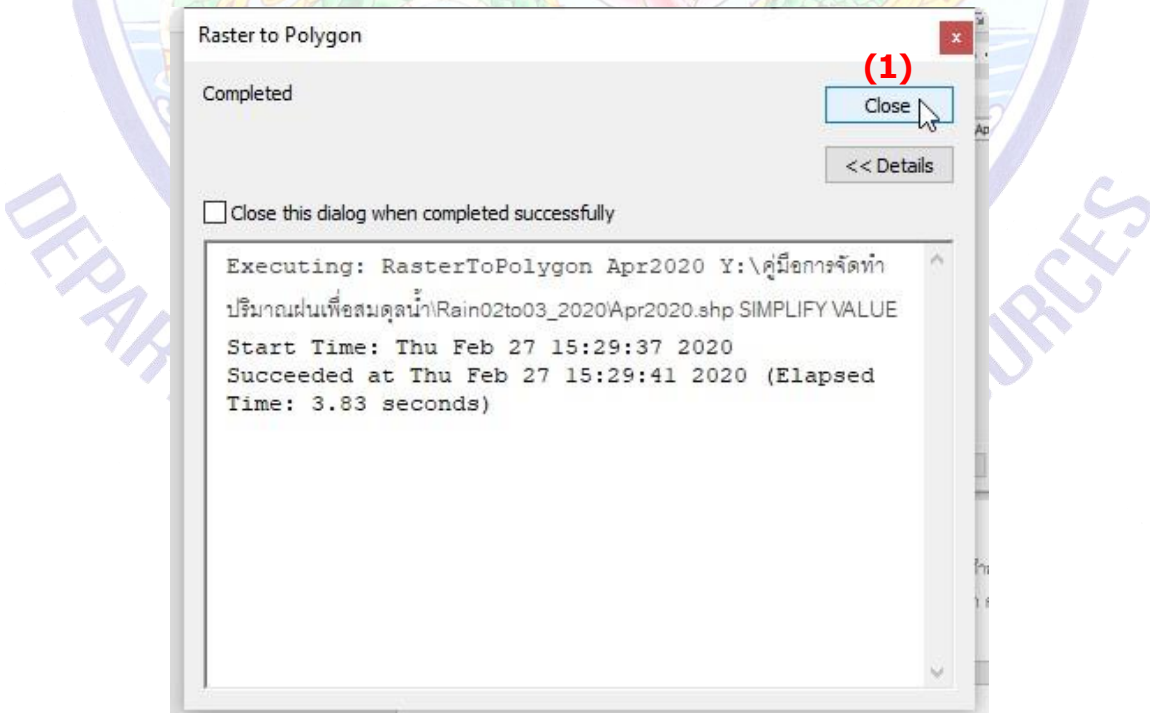 Raster to Polygon
x
(1)
Completed
Close
Ap
<< Details
Close this dialog when completed successfully
Executing: RasterToPolygon Apr2020 Y:\คู่มือการจัดทำ
ปริมาณฝนเพื่อสมดุลน้ำ\Rain02to03_2020\Apr2020.shp SIMPLIFY VALUE
Start Time: Thu Feb 27 15:29:37 2020
Succeeded at Thu Feb 27 15:29:41 2020 (Elapsed
Time: 3.83 seconds)